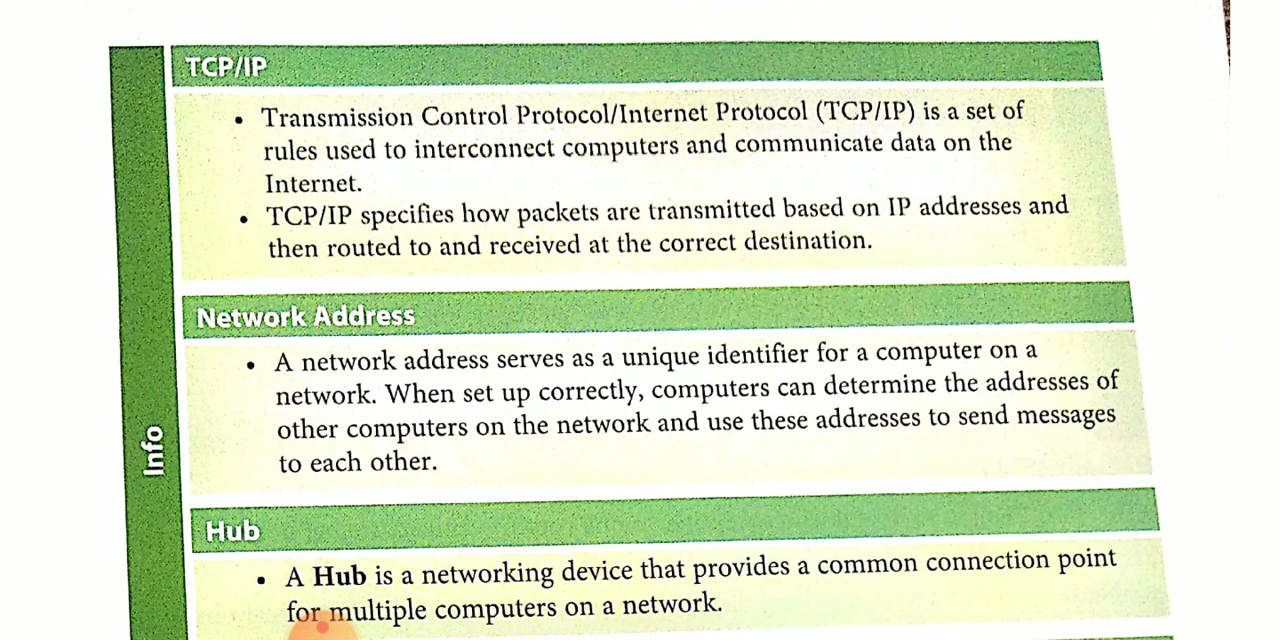 TCP/IP
• Transmission Control Protocol/Internet Protocol (TCP/IP) is a set of
rules used to interconnect computers and communicate data on the
Internet.
• TCP/IP specifies how packets are transmitted based on IP addresses and
then routed to and received at the correct destination.
Network Address
• A network address serves as a unique identifier for a computer on a
network. When set up correctly, computers can determine the addresses of
other computers on the network and use these addresses to send messages
to each other.
Info
Hub
• A Hub is a networking device that provides a common connection point
for multiple computers on a network.